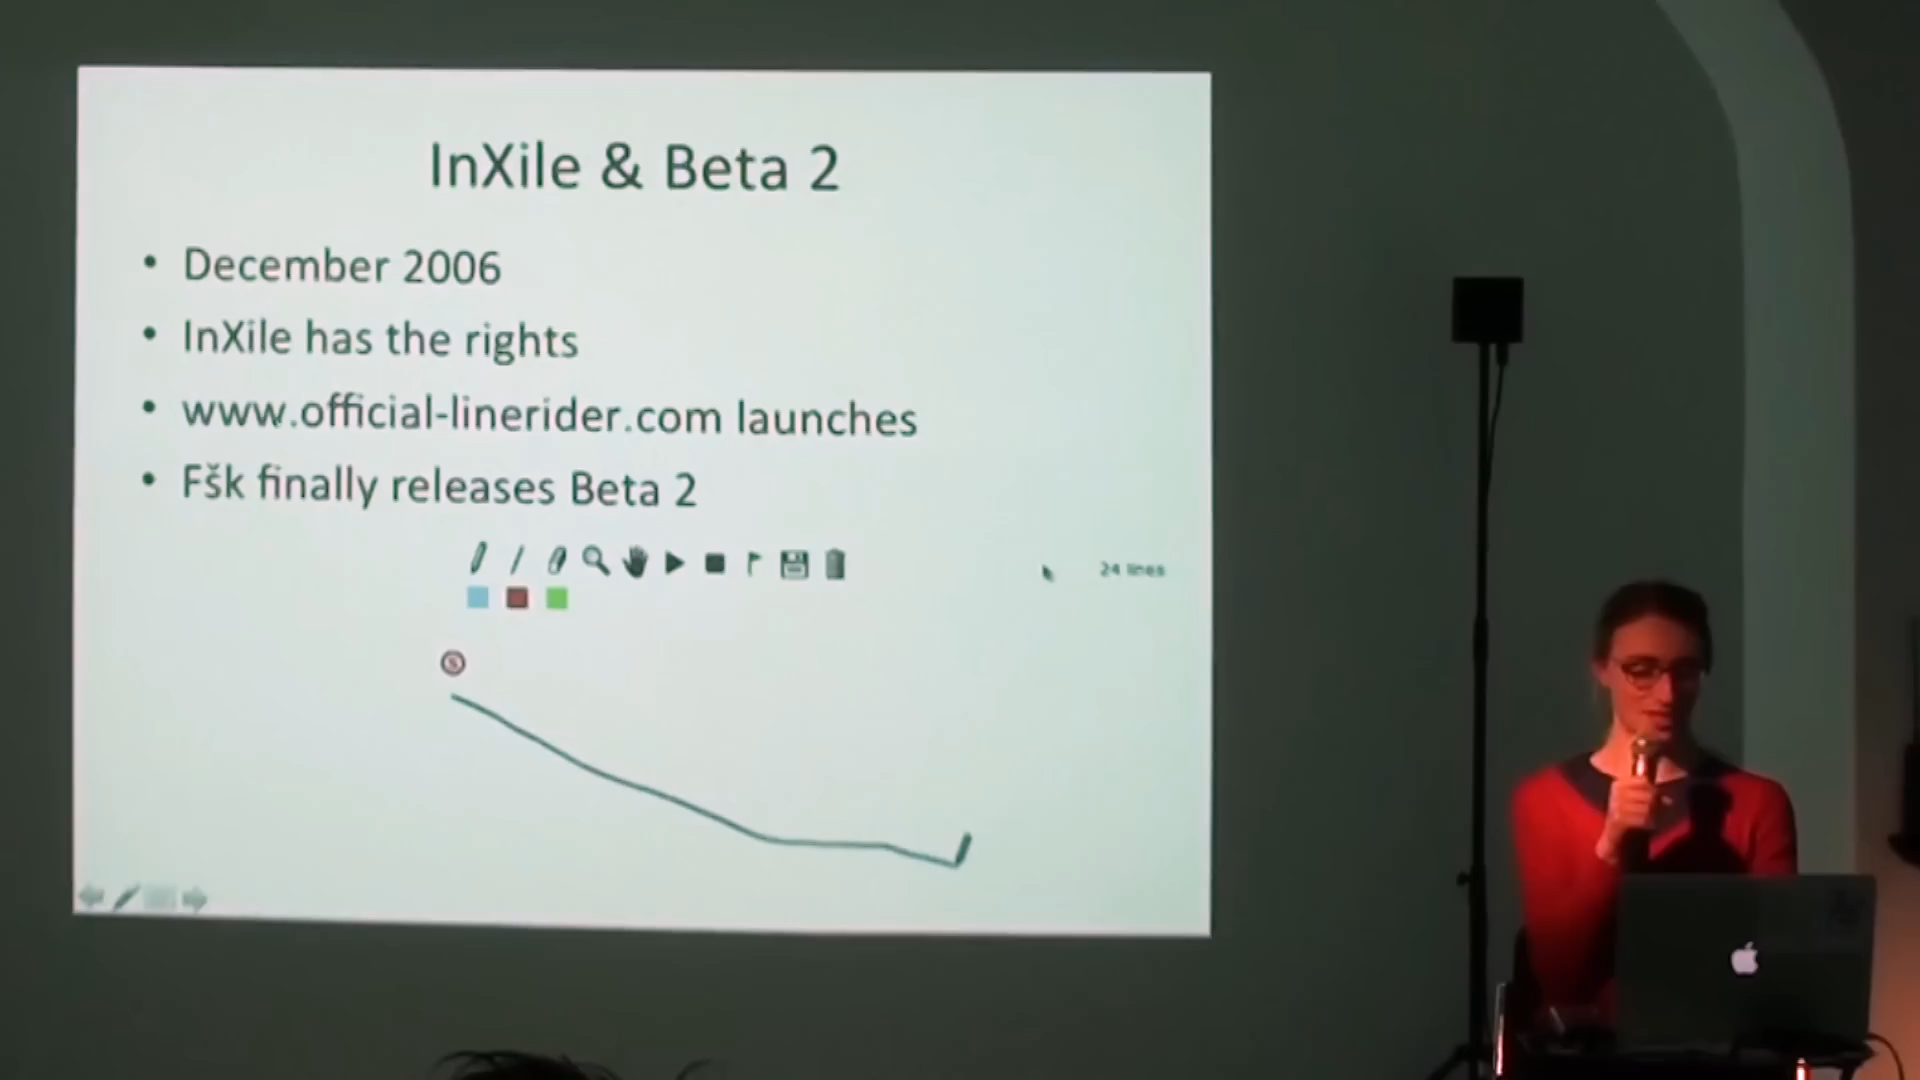 InXile & Beta 2
• December 2006
• InXile has the rights
• www.official-linerider.com launches
• Fšk finally releases Beta 2
24 lines